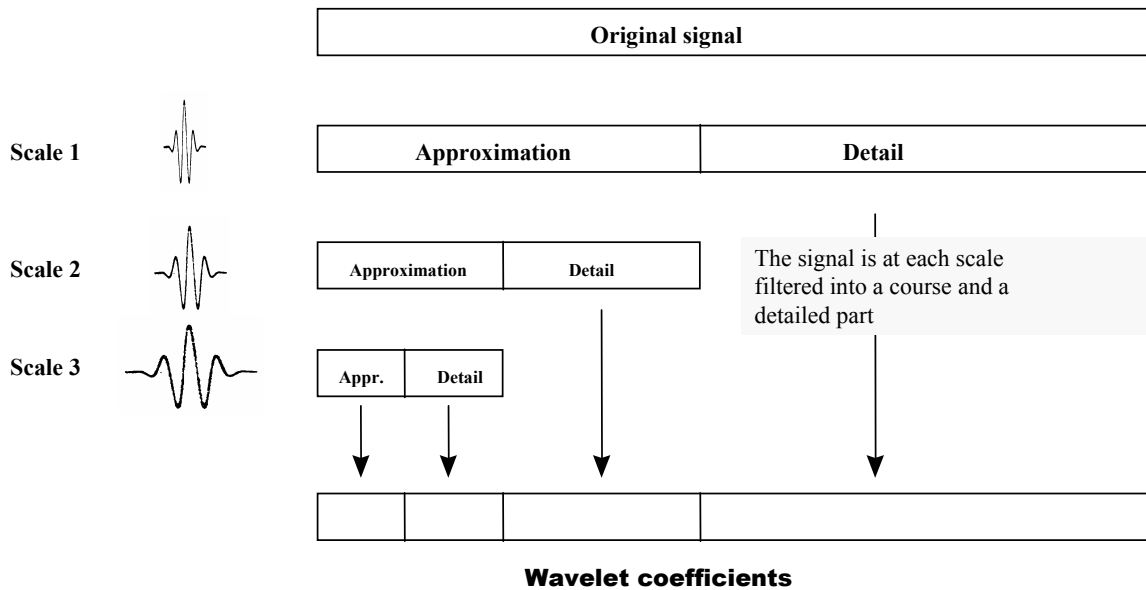 Original signal
Scale 1
Approximation
Detail
Scale 2
Approximation
Detail
The signal is at each scale
filtered into a course and a
detailed part
Scale 3
Appr.
Detail
Wavelet coefficients